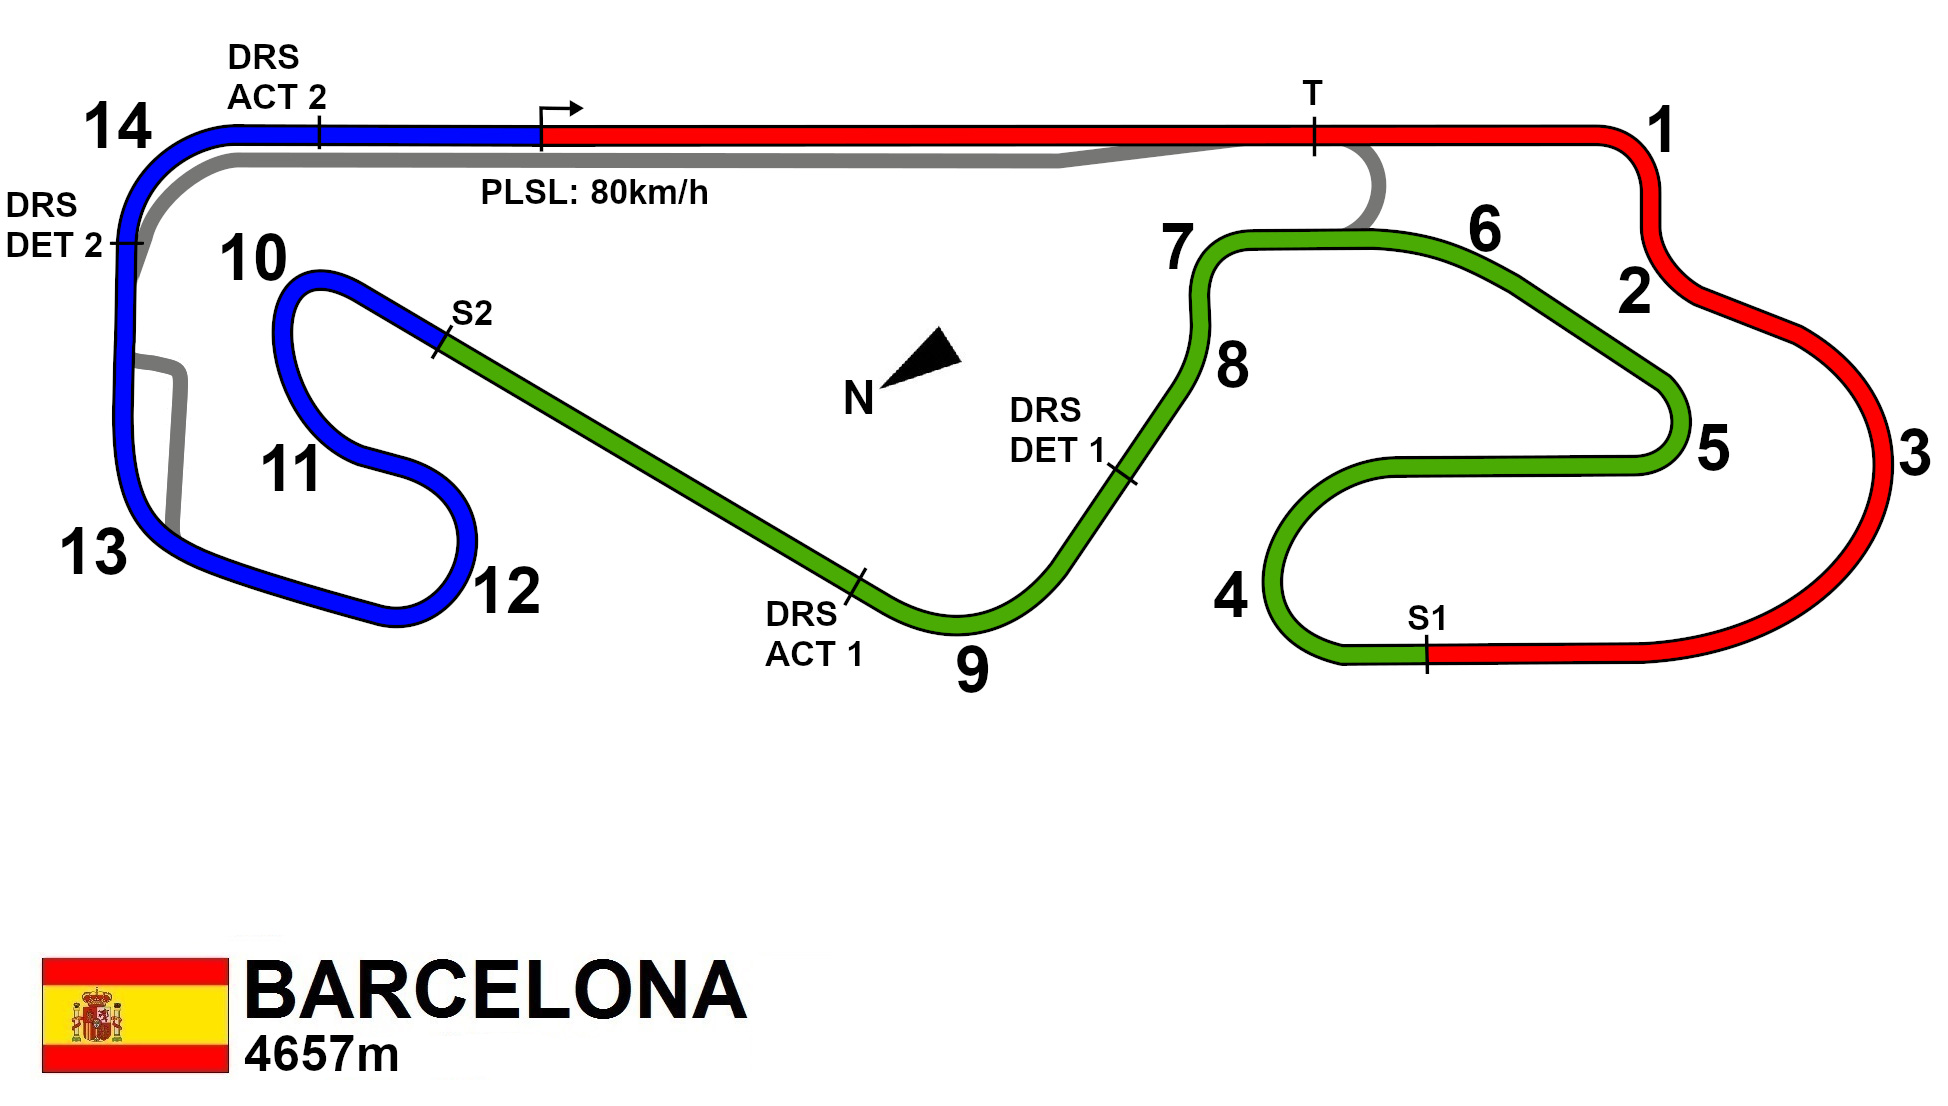 DRS
ACT 2
T
14
1
PLSL: 80km/h
DRS
DET 2
10
7
6
2
S2
8
N
DRS
DET 1
11
5
3
13
12
4
DRS
ACT 1
S1
9
BARCELONA
4657m